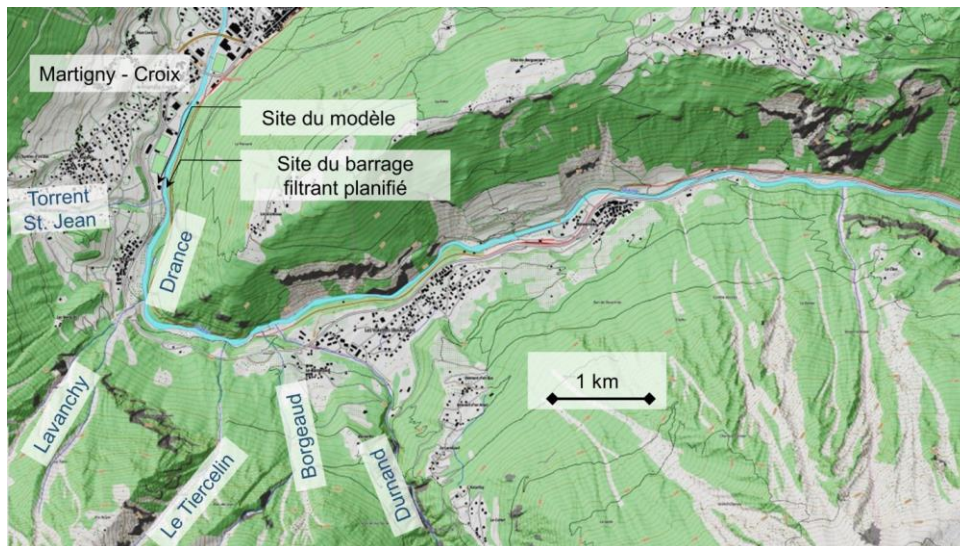 Martigny - Croix
Site du modèle
Site du barrage
filtrant planifié
Torrent
St. Jean
Drance
1 km
Lavanchy
Le Tiercelin
Borgeaud
Durnand